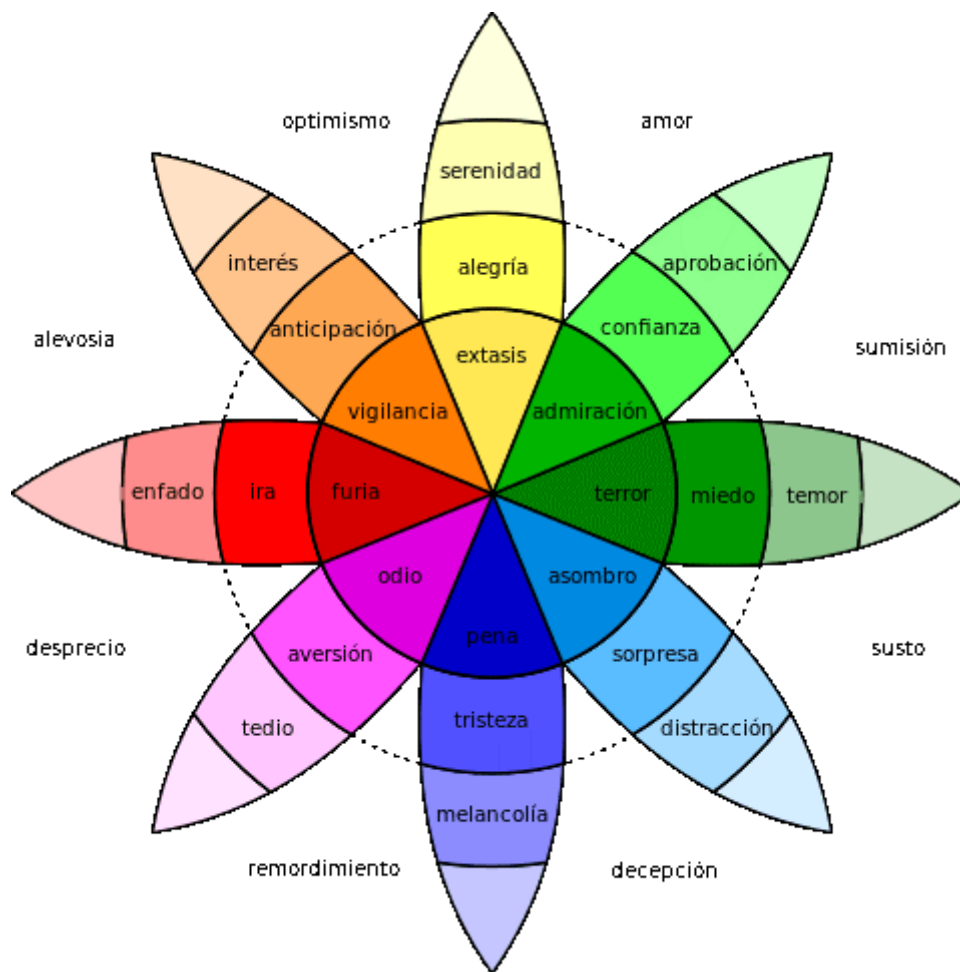 optimismo
amor
serenidad
interés
alegría
aprobación
anticipación
confianza
alevosia
extasis
sumisión
vigilancia
admiración
enfado
ira
furia
terror
miedo
temor
odio
asombro
desprecio
aversión
pena
sorpresa
susto
tedio
tristeza
distracción
melancolía
remordimiento
decepción